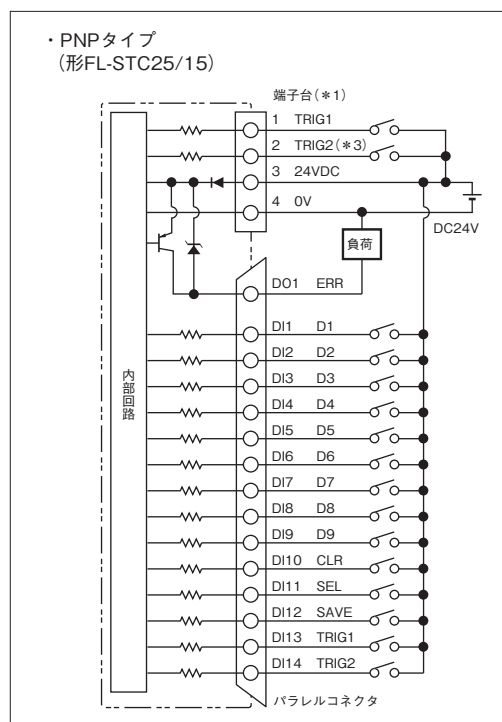 ・PNPタイプ
（形FL-STC25/15）
端子台（＊1）
1 TRIG1
2 TRIG2（＊3）
3 24VDC
4 0V
DC24V
負荷
DO1 ERR
内部回路
DI1 D1
DI2 D2
DI3 D3
DI4 D4
DI5 D5
DI6 D6
DI7 D7
DI8 D8
DI9 D9
DI10 CLR
DI11 SEL
DI12 SAVE
DI13 TRIG1
DI14 TRIG2
パラレルコネクタ